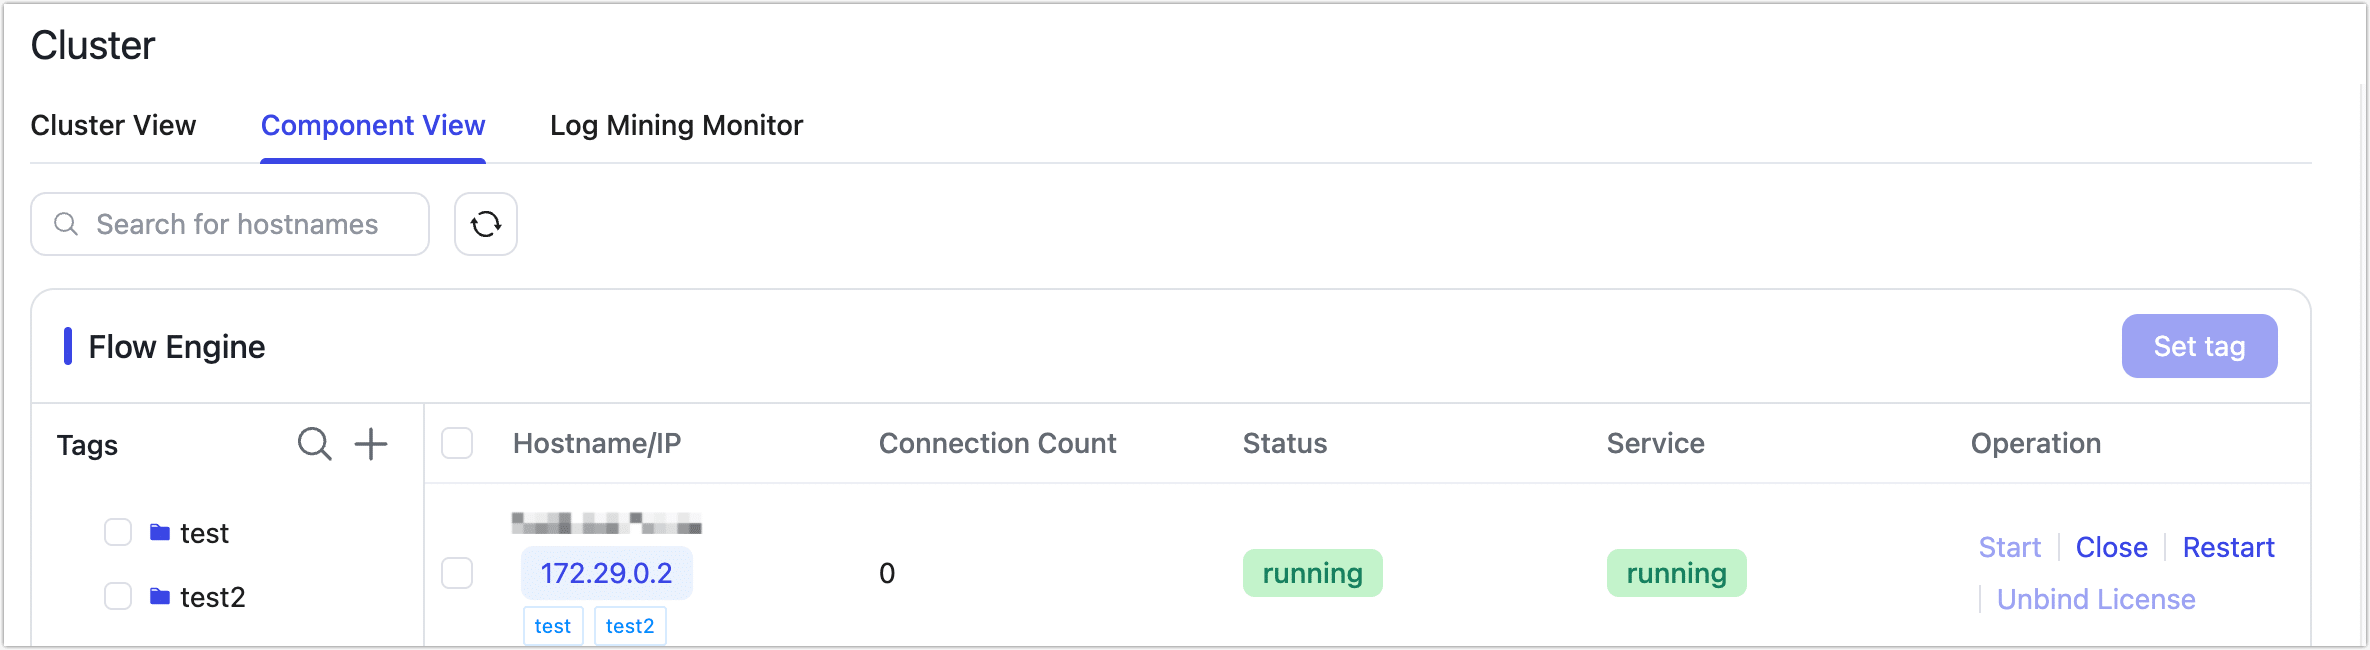 Cluster
Cluster View Component View Log Mining Monitor
Search for hostnames
Flow Engine Set tag
Tags Hostname/IP Connection Count Status Service Operation
test
test2
172.29.0.2 0 running running Start Close Restart
Unbind License
test test2